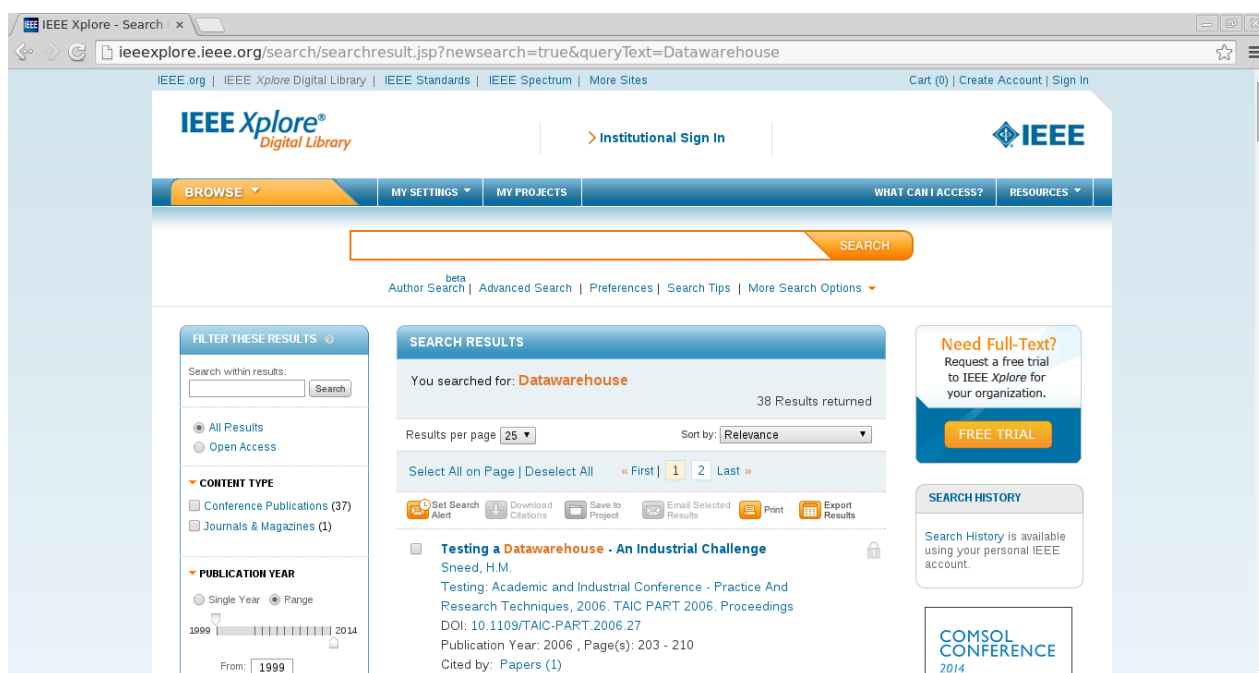 IEEE IEEE Xplore - Search
ieeexplore.ieee.org/search/searchresult.jsp?newsearch=true&queryText=Datawarehouse
IEEE.org | IEEE Xplore Digital Library | IEEE Standards | IEEE Spectrum | More Sites
Cart (0) | Create Account | Sign In
IEEE Xplore®
Digital Library
Institutional Sign In
IEEE
BROWSE
MY SETTINGS
MY PROJECTS
WHAT CAN I ACCESS?
RESOURCES
SEARCH
beta
Author Search | Advanced Search | Preferences | Search Tips | More Search Options
FILTER THESE RESULTS
Search within results:
Search
All Results
Open Access
CONTENT TYPE
Conference Publications (37)
Journals & Magazines (1)
PUBLICATION YEAR
Single Year Range
1999 2014
From: 1999
SEARCH RESULTS
You searched for: Datawarehouse
38 Results returned
Results per page 25
Sort by: Relevance
Select All on Page | Deselect All « First | 1 2 Last »
Set Search Alert
Download Citations
Save to Project
Email Selected Results
Print
Export Results
Testing a Datawarehouse - An Industrial Challenge
Sneed, H.M.
Testing: Academic and Industrial Conference - Practice And
Research Techniques, 2006. TAIC PART 2006. Proceedings
DOI: 10.1109/TAIC-PART.2006.27
Publication Year: 2006 , Page(s): 203 - 210
Cited by: Papers (1)
Need Full-Text?
Request a free trial
to IEEE Xplore for
your organization.
FREE TRIAL
SEARCH HISTORY
Search History is available
using your personal IEEE
account.
COMSOL
CONFERENCE
2014